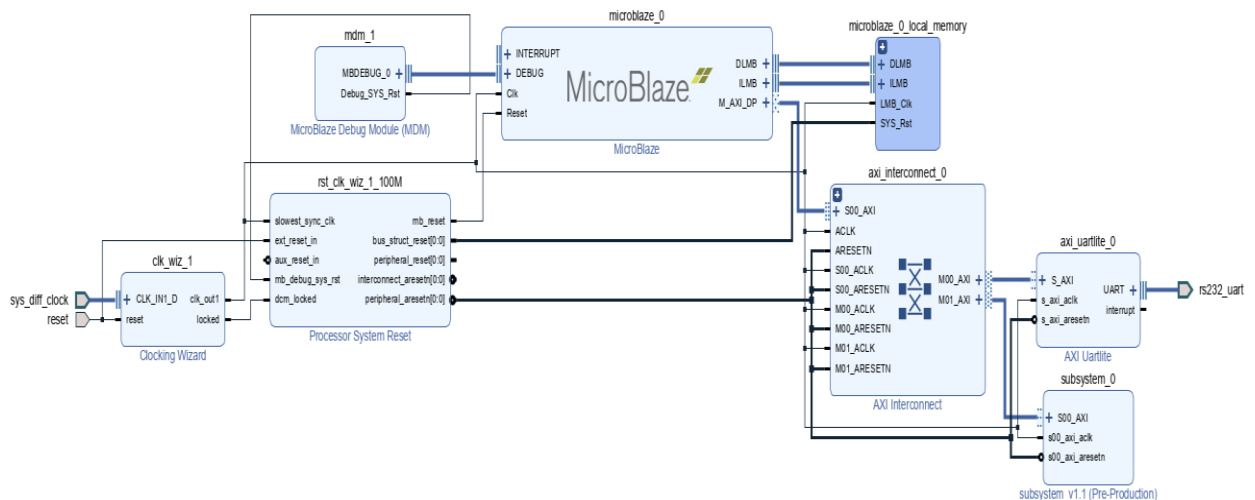 microblaze_0
microblaze_0_local_memory
mdm_1
INTERRUPT
MBDEBUG_0
DEBUG
Debug_SYS_Rst
Clk
Reset
MicroBlaze
DLMB
ILMB
M_AXI_DP
DLMB
ILMB
LMB_Clk
SYS_Rst
MicroBlaze Debug Module (MDM)
MicroBlaze
rst_clk_wiz_1_100M
slowest_sync_clk
ext_reset_in
aux_reset_in
mb_debug_sys_rst
dcm_locked
mb_reset
bus_struct_reset[0:0]
peripheral_reset[0:0]
interconnect_aresetn[0:0]
peripheral_aresetn[0:0]
Processor System Reset
clk_wiz_1
sys_diff_clock
reset
CLK_IN1_D
reset
clk_out1
locked
Clocking Wizard
axi_interconnect_0
S00_AXI
ACLK
ARESETN
S00_ACLK
S00_ARESETN
M00_ACLK
M00_ARESETN
M01_ACLK
M01_ARESETN
M00_AXI
M01_AXI
AXI Interconnect
axi_uartlite_0
S_AXI
s_axi_aclk
s_axi_aresetn
UART
interrupt
rs232_uart
AXI Uartlite
subsystem_0
S00_AXI
s00_axi_aclk
s00_axi_aresetn
subsystem_v1.1 (Pre-Production)